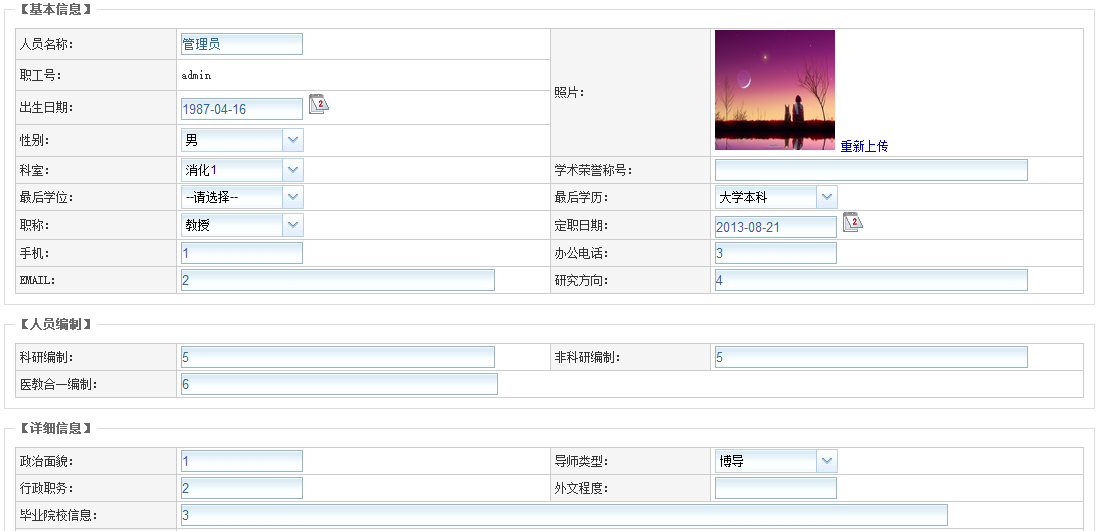 【基本信息】
人员名称： 管理员
职工号： admin
照片：
出生日期： 1987-04-16 2
性别： 男
重新上传
科室： 消化1 学术荣誉称号：
最后学位： --请选择-- 最后学历： 大学本科
职称： 教授 定职日期： 2013-08-21 2
手机： 1 办公电话： 3
EMAIL： 2 研究方向： 4
【人员编制】
科研编制： 5 非科研编制： 5
医教合一编制： 6
【详细信息】
政治面貌： 1 导师类型： 博导
行政职务： 2 外文程度：
毕业院校信息： 3